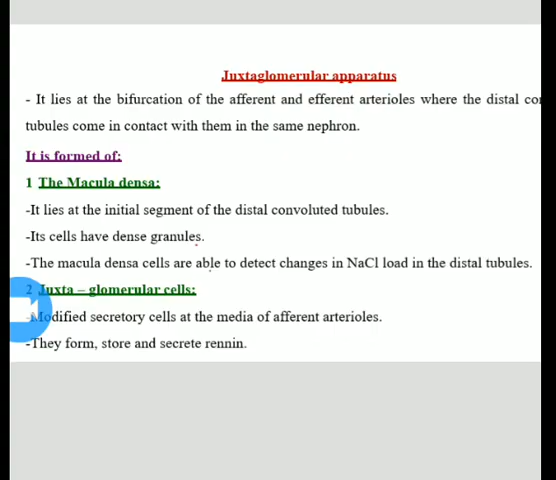 Juxtaglomerular apparatus
- It lies at the bifurcation of the afferent and efferent arterioles where the distal
tubules come in contact with them in the same nephron.
It is formed of:
1 The Macula densa:
-It lies at the initial segment of the distal convoluted tubules.
-Its cells have dense granules.
-The macula densa cells are able to detect changes in NaCl load in the distal tubules.
2 Juxta – glomerular cells:
-Modified secretory cells at the media of afferent arterioles.
-They form, store and secrete rennin.